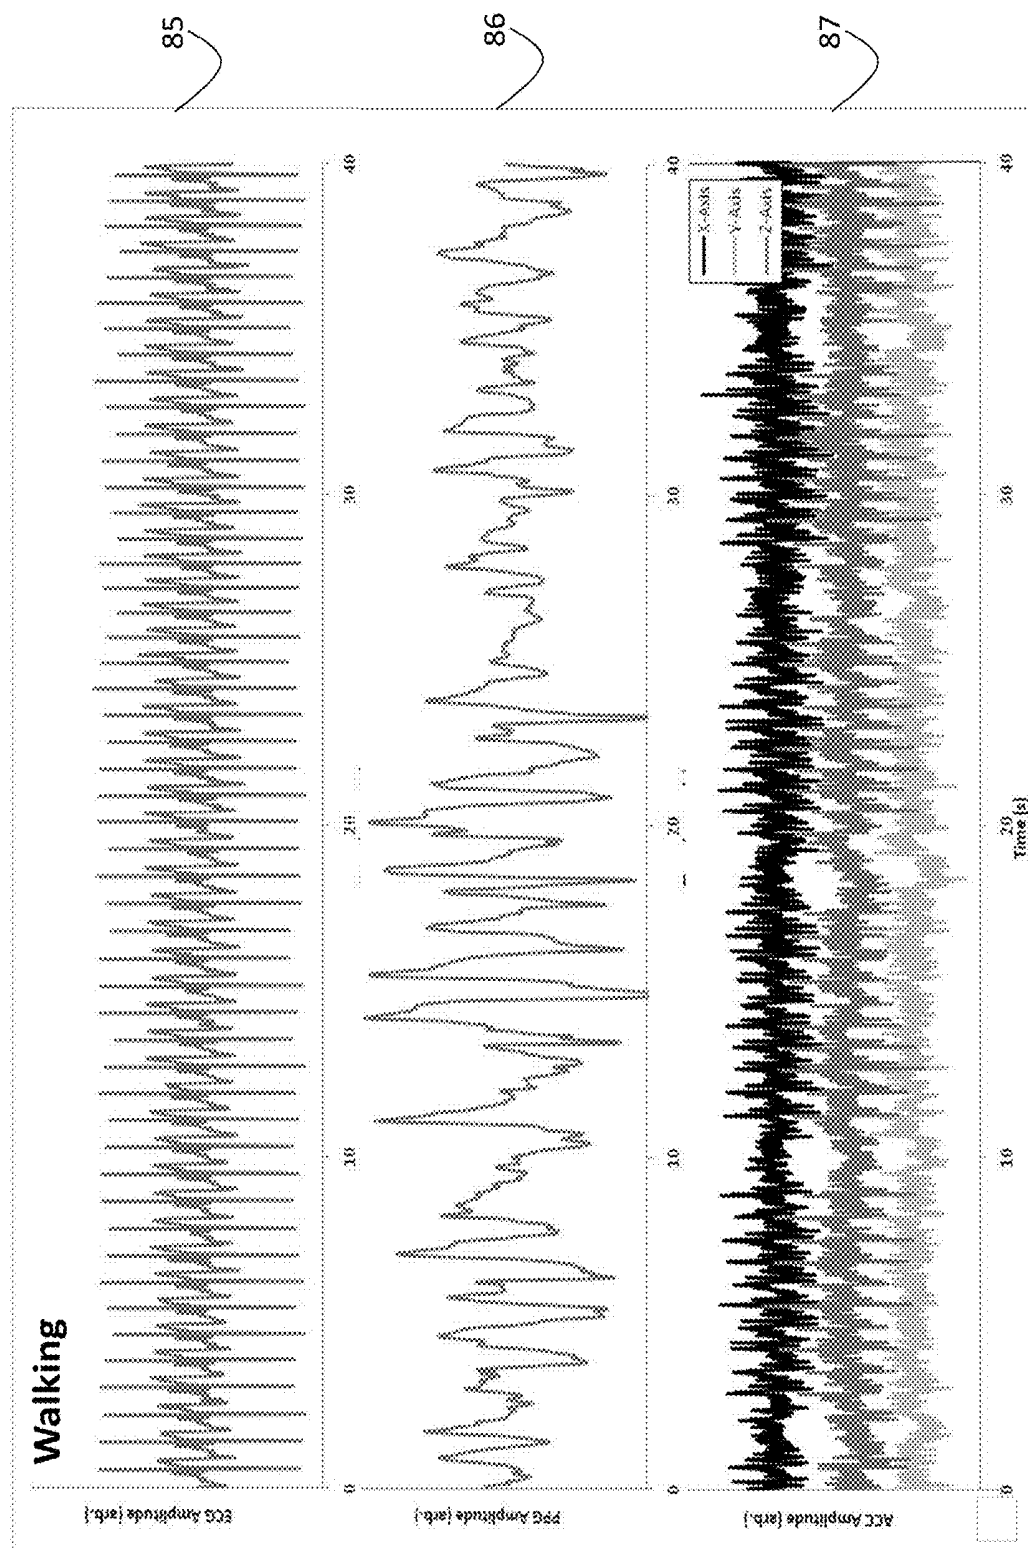 Walking
85
ECG Amplitude (arb.)
0
10
20
30
40
86
PPG Amplitude (arb.)
0
10
20
30
40
87
ACC Amplitude (arb.)
X-Axis
Y-Axis
Z-Axis
0
10
20
30
40
Time (s)